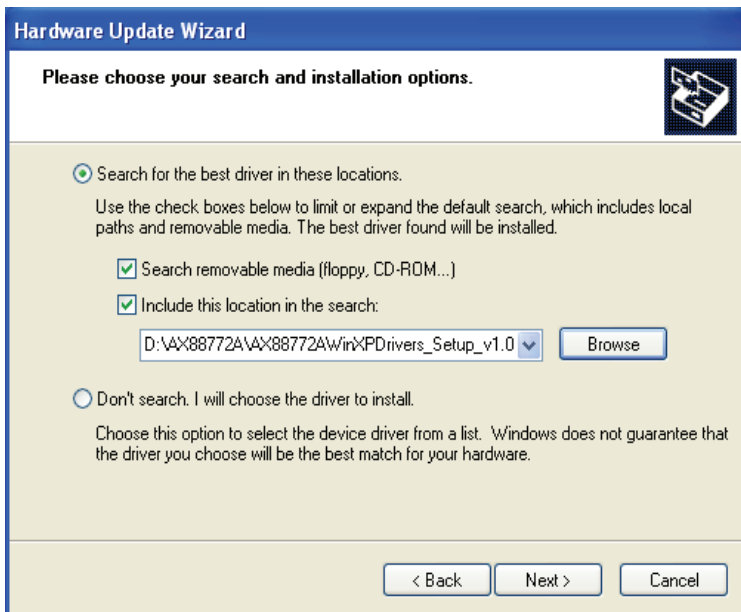 Hardware Update Wizard
Please choose your search and installation options.
Search for the best driver in these locations.
Use the check boxes below to limit or expand the default search, which includes local
paths and removable media. The best driver found will be installed.
Search removable media (floppy, CD-ROM...)
Include this location in the search:
D:\AX88772A\AX88772AWinXPDrivers_Setup_v1.0
Browse
Don't search. I will choose the driver to install.
Choose this option to select the device driver from a list. Windows does not guarantee that
the driver you choose will be the best match for your hardware.
< Back Next > Cancel